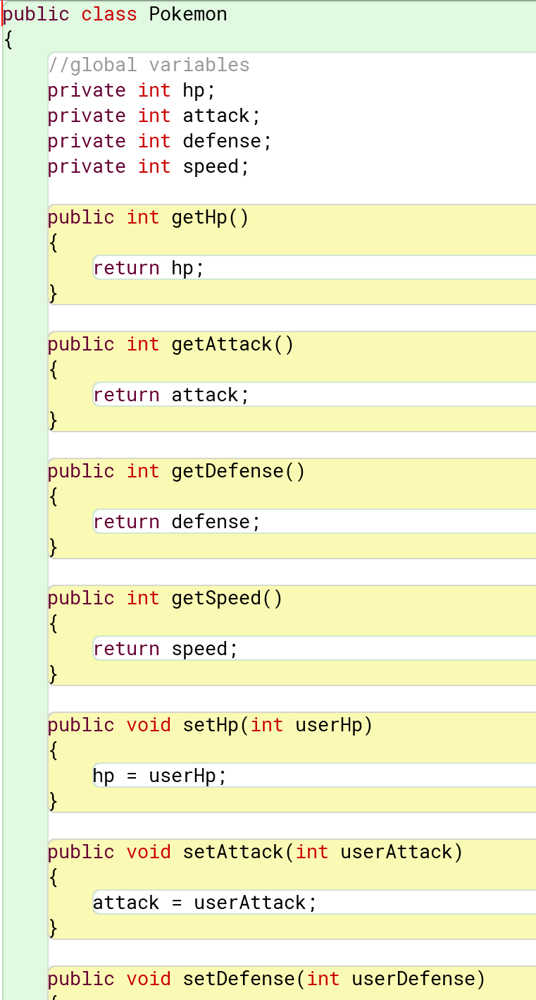 public class Pokemon
{
//global variables
private int hp;
private int attack;
private int defense;
private int speed;
public int getHp()
{
return hp;
}
public int getAttack()
{
return attack;
}
public int getDefense()
{
return defense;
}
public int getSpeed()
{
return speed;
}
public void setHp(int userHp)
{
hp = userHp;
}
public void setAttack(int userAttack)
{
attack = userAttack;
}
public void setDefense(int userDefense)
{